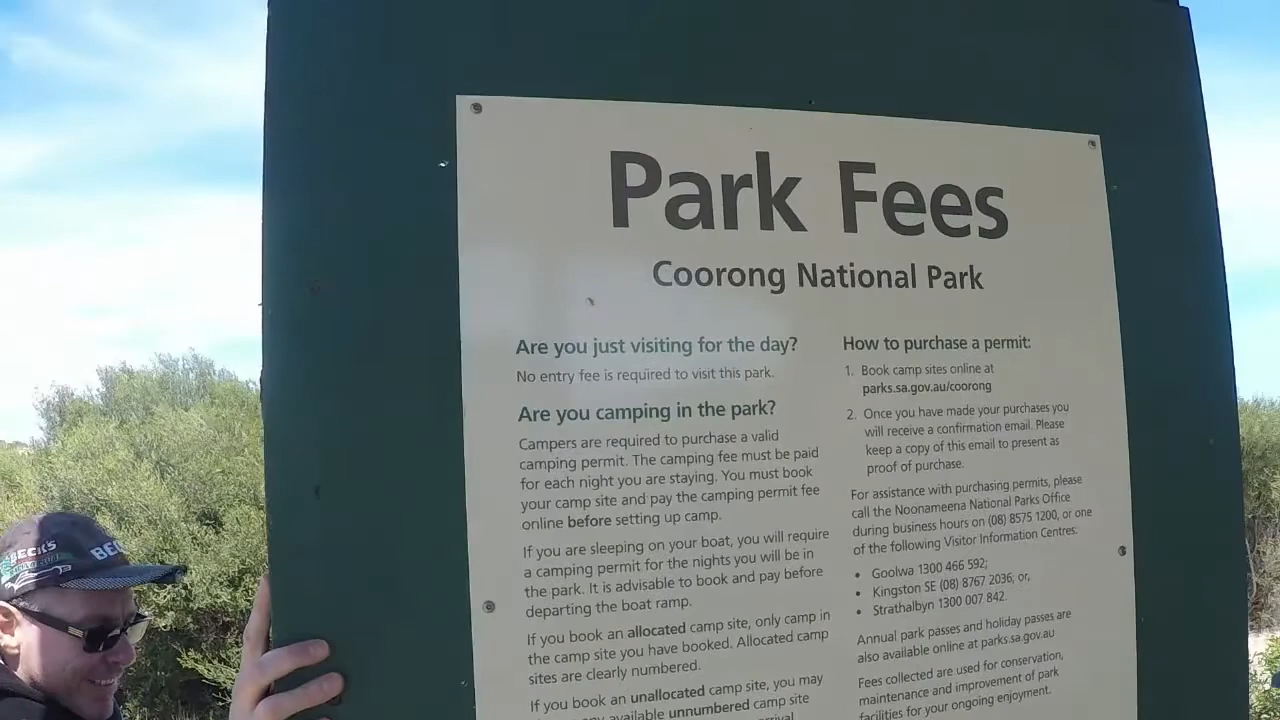 Park Fees
Coorong National Park
Are you just visiting for the day?
No entry fee is required to visit this park.
Are you camping in the park?
Campers are required to purchase a valid
camping permit. The camping fee must be paid
for each night you are staying. You must book
your camp site and pay the camping permit fee
online before setting up camp.
If you are sleeping on your boat, you will require
a camping permit for the nights you will be in
the park. It is advisable to book and pay before
departing the boat ramp.
If you book an allocated camp site, only camp in
the camp site you have booked. Allocated camp
sites are clearly numbered.
If you book an unallocated camp site, you may
any available unnumbered camp site
arrival
How to purchase a permit:
1. Book camp sites online at
parks.sa.gov.au/coorong
2. Once you have made your purchases you
will receive a confirmation email. Please
keep a copy of this email to present as
proof of purchase.
For assistance with purchasing permits, please
call the Noonameena National Parks Office
during business hours on (08) 8575 1200, or one
of the following Visitor Information Centres:
• Goolwa 1300 466 592;
• Kingston SE (08) 8767 2036; or,
• Strathalbyn 1300 007 842.
Annual park passes and holiday passes are
also available online at parks.sa.gov.au
Fees collected are used for conservation,
maintenance and improvement of park
facilities for your ongoing enjoyment.
BECK'S
BEC